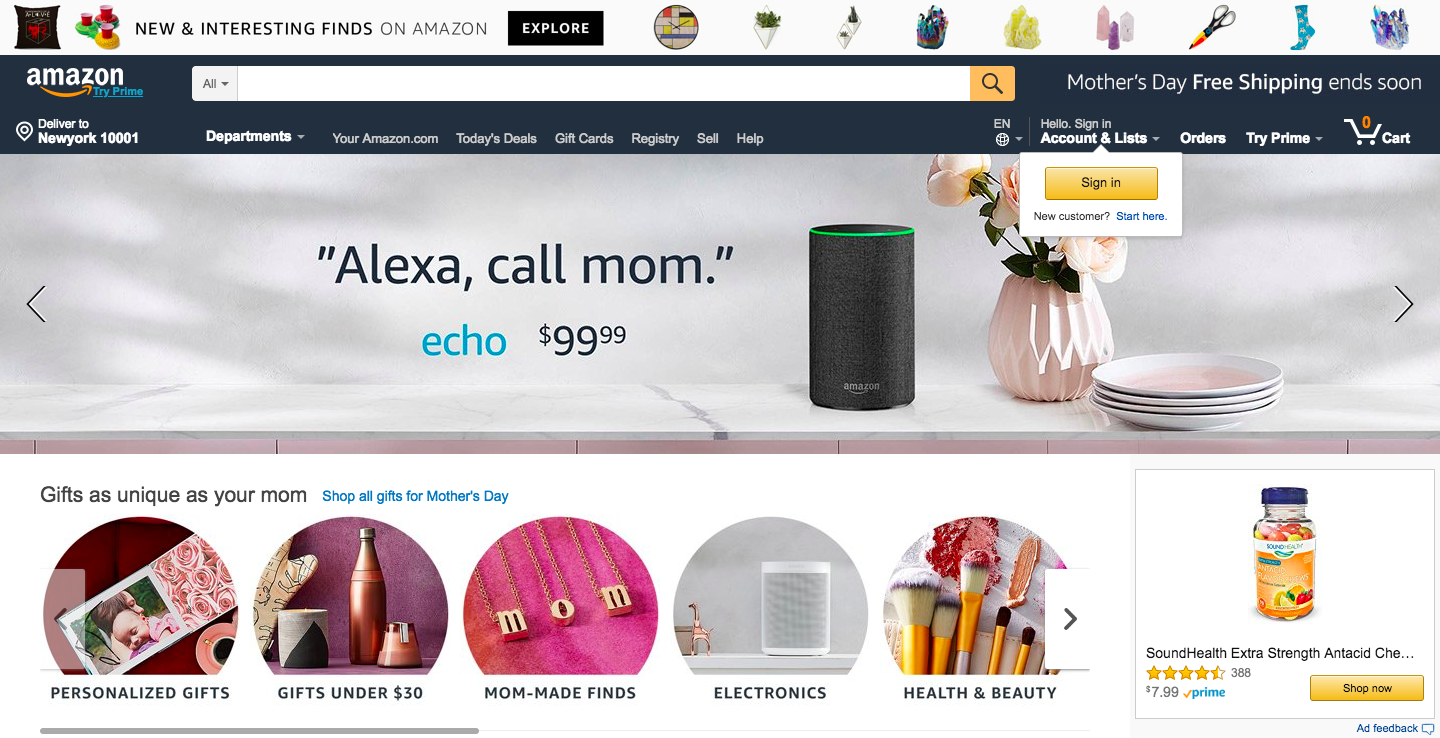 NEW & INTERESTING FINDS ON AMAZON EXPLORE
amazon
Try Prime
All
Mother's Day Free Shipping ends soon
Deliver to
Newyork 10001
Departments
Your Amazon.com Today's Deals Gift Cards Registry Sell Help
EN
Hello. Sign in
Account & Lists
Orders
Try Prime
0
Cart
Sign in
New customer? Start here.
"Alexa, call mom."
echo $99 99
amazon
Gifts as unique as your mom Shop all gifts for Mother's Day
PERSONALIZED GIFTS
GIFTS UNDER $30
MOM-MADE FINDS
ELECTRONICS
HEALTH & BEAUTY
SOUNDHEALTH
SoundHealth Extra Strength Antacid Che…
388
$7.99 prime
Shop now
Ad feedback